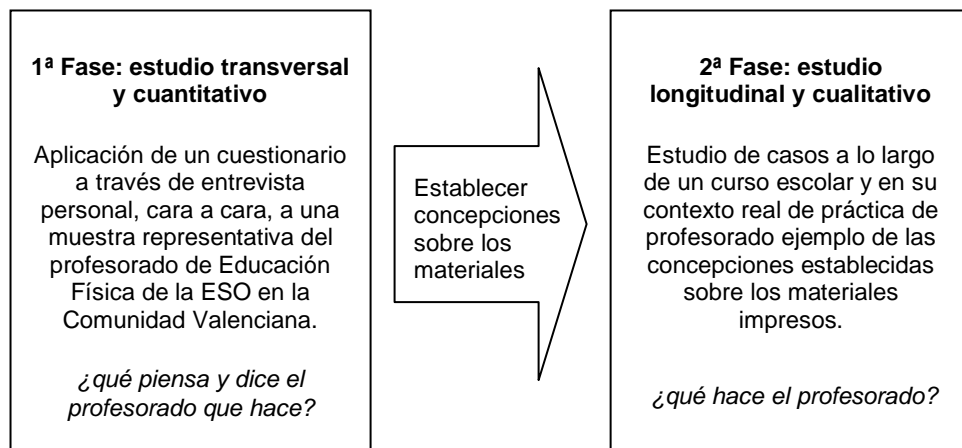 1ª Fase: estudio transversal
y cuantitativo
Aplicación de un cuestionario
a través de entrevista
personal, cara a cara, a una
muestra representativa del
profesorado de Educación
Física de la ESO en la
Comunidad Valenciana.
¿qué piensa y dice el
profesorado que hace?
Establecer
concepciones
sobre los
materiales
2ª Fase: estudio
longitudinal y cualitativo
Estudio de casos a lo largo
de un curso escolar y en su
contexto real de práctica de
profesorado ejemplo de las
concepciones establecidas
sobre los materiales
impresos.
¿qué hace el profesorado?